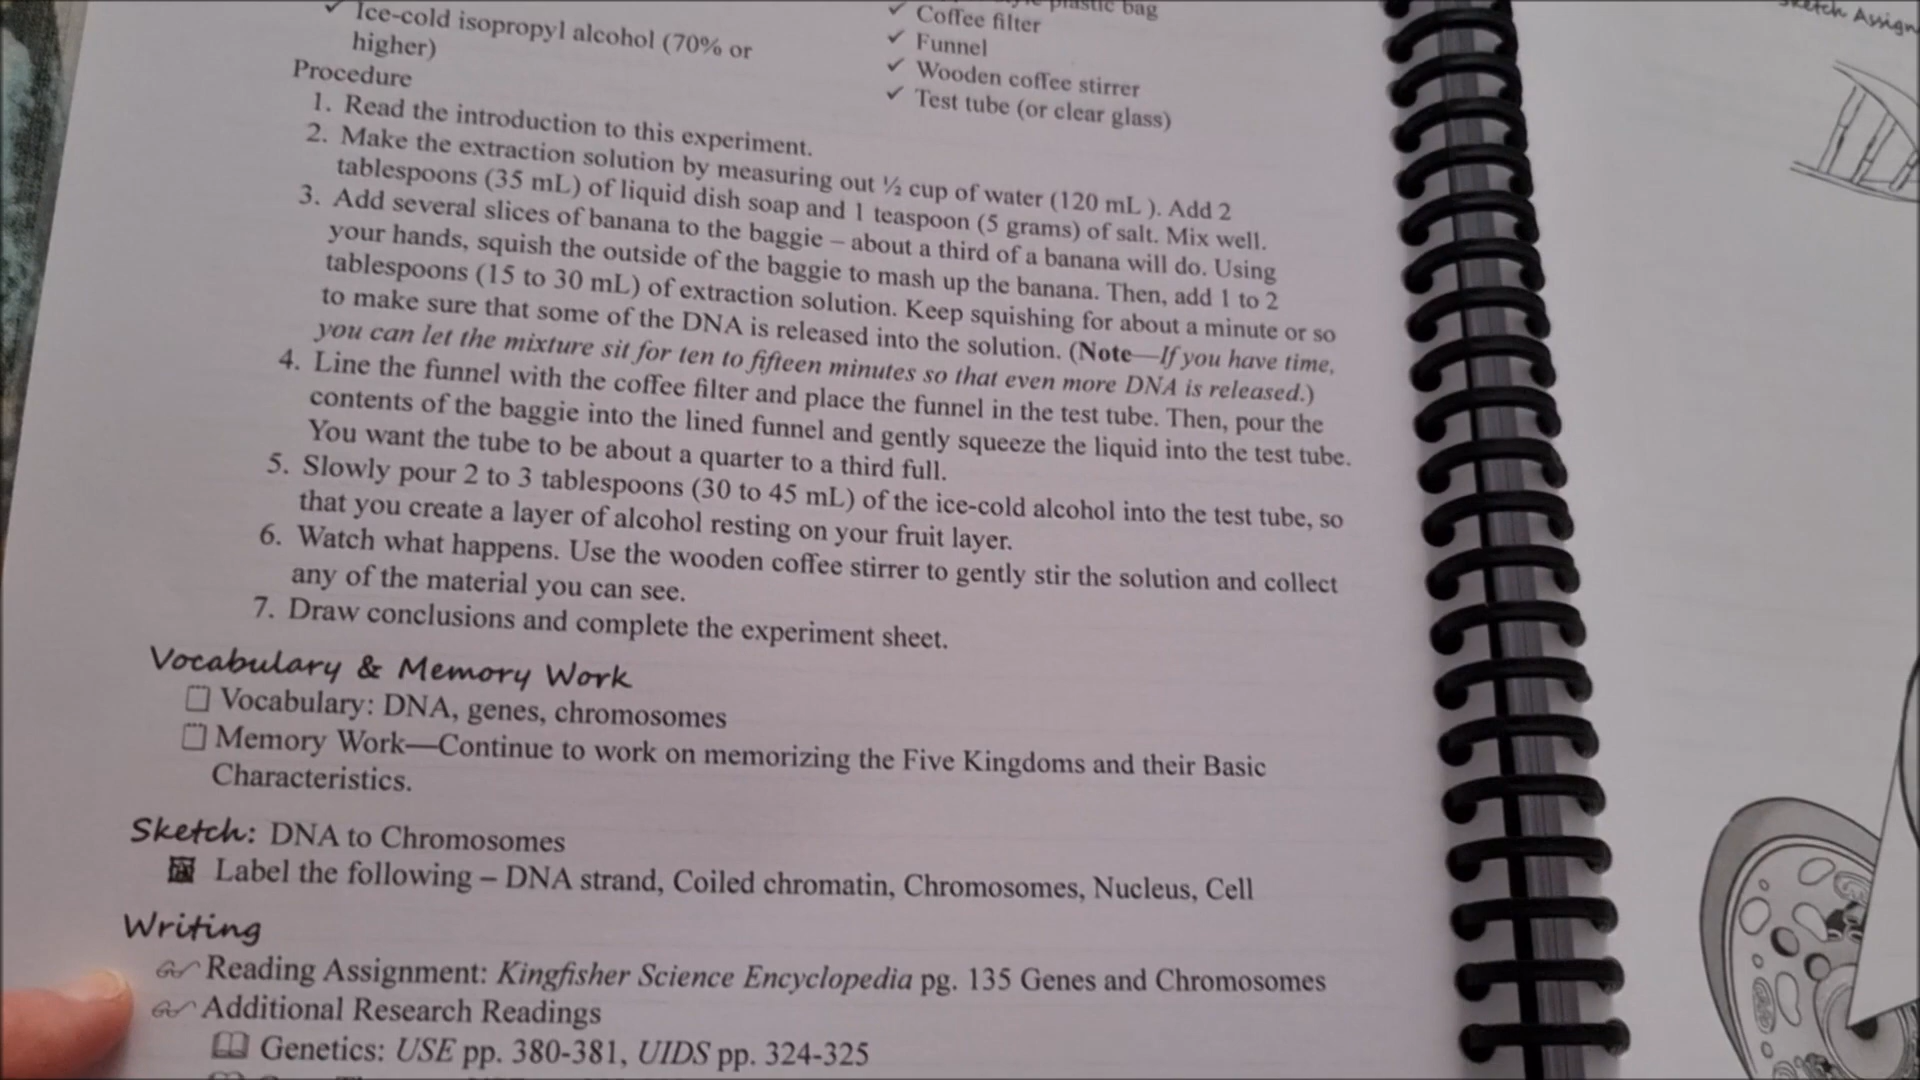 ✓ Ice-cold isopropyl alcohol (70% or
higher)
plastic bag
✓ Coffee filter
✓ Funnel
✓ Wooden coffee stirrer
✓ Test tube (or clear glass)
Procedure
1. Read the introduction to this experiment.
2. Make the extraction solution by measuring out ½ cup of water (120 mL ). Add 2
tablespoons (35 mL) of liquid dish soap and 1 teaspoon (5 grams) of salt. Mix well.
3. Add several slices of banana to the baggie – about a third of a banana will do. Using
your hands, squish the outside of the baggie to mash up the banana. Then, add 1 to 2
tablespoons (15 to 30 mL) of extraction solution. Keep squishing for about a minute or so
to make sure that some of the DNA is released into the solution. (Note—If you have time,
you can let the mixture sit for ten to fifteen minutes so that even more DNA is released.)
4. Line the funnel with the coffee filter and place the funnel in the test tube. Then, pour the
contents of the baggie into the lined funnel and gently squeeze the liquid into the test tube.
You want the tube to be about a quarter to a third full.
5. Slowly pour 2 to 3 tablespoons (30 to 45 mL) of the ice-cold alcohol into the test tube, so
that you create a layer of alcohol resting on your fruit layer.
6. Watch what happens. Use the wooden coffee stirrer to gently stir the solution and collect
any of the material you can see.
7. Draw conclusions and complete the experiment sheet.
Vocabulary & Memory Work
Vocabulary: DNA, genes, chromosomes
Memory Work—Continue to work on memorizing the Five Kingdoms and their Basic
Characteristics.
Sketch: DNA to Chromosomes
Label the following – DNA strand, Coiled chromatin, Chromosomes, Nucleus, Cell
Writing
Reading Assignment: Kingfisher Science Encyclopedia pg. 135 Genes and Chromosomes
Additional Research Readings
Genetics: USE pp. 380-381, UIDS pp. 324-325
Sketch Assign